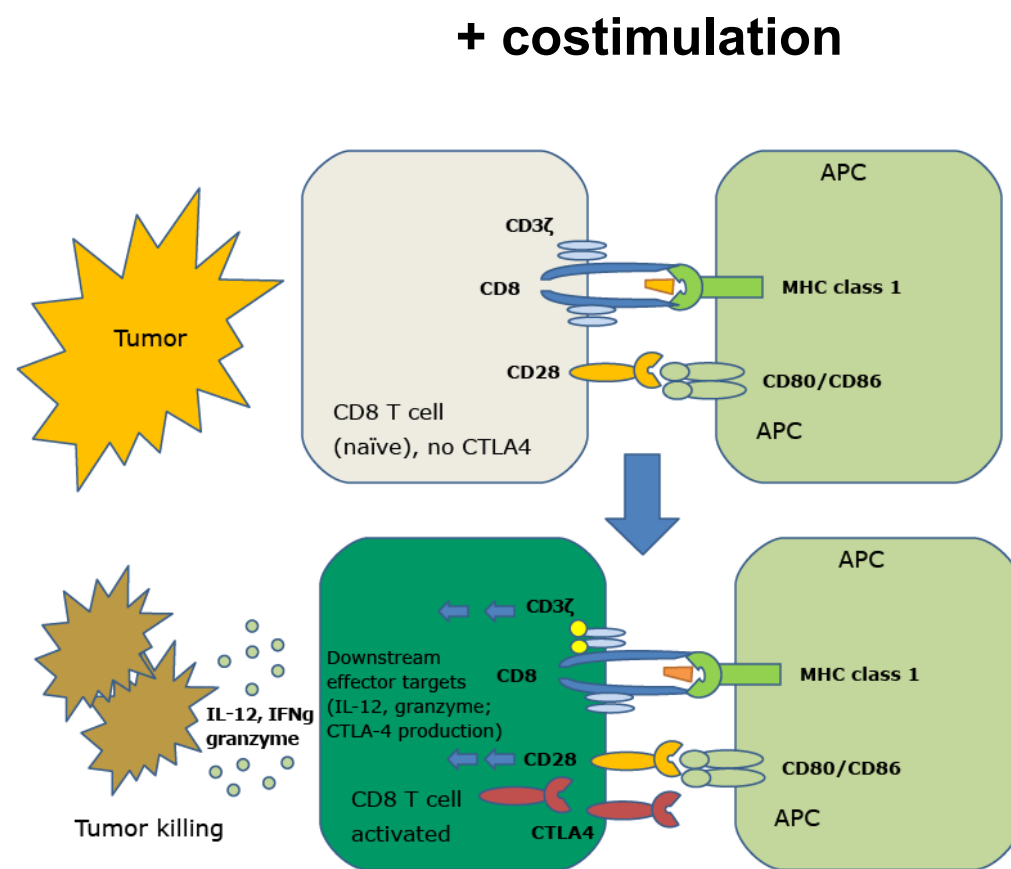 + costimulation
APC
CD3ζ
CD8
MHC class 1
Tumor
CD28
CD80/CD86
CD8 T cell
(naïve), no CTLA4
APC
APC
CD3ζ
Downstream
effector targets
(IL-12, granzyme;
CTLA-4 production)
CD8
MHC class 1
IL-12, IFNg
granzyme
CD28
CD80/CD86
CD8 T cell
activated
CTLA4
APC
Tumor killing